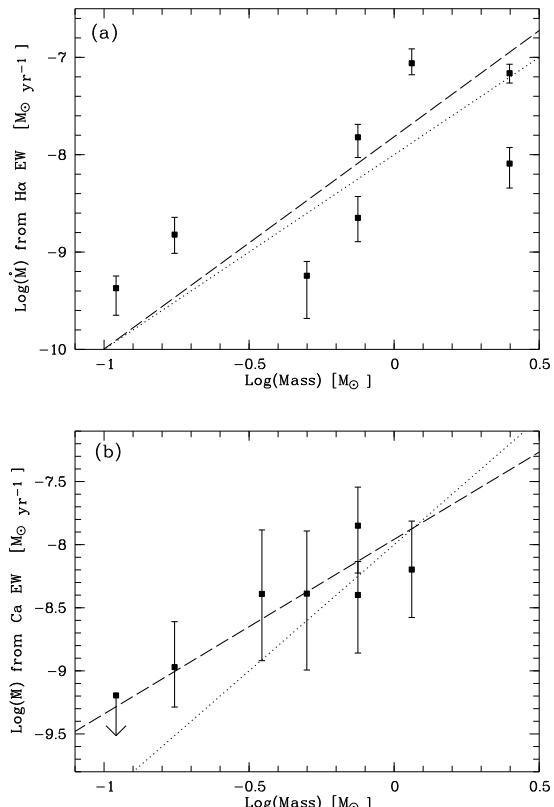 (a)
Log(Ṁ) from Hα EW [M⊙ yr⁻¹]
-7
-8
-9
-10
-1 -0.5 0 0.5
Log(Mass) [M⊙]
(b)
Log(Ṁ) from Ca EW [M⊙ yr⁻¹]
-7.5
-8
-8.5
-9
-9.5
-1 -0.5 0 0.5
Log(Mass) [M⊙]